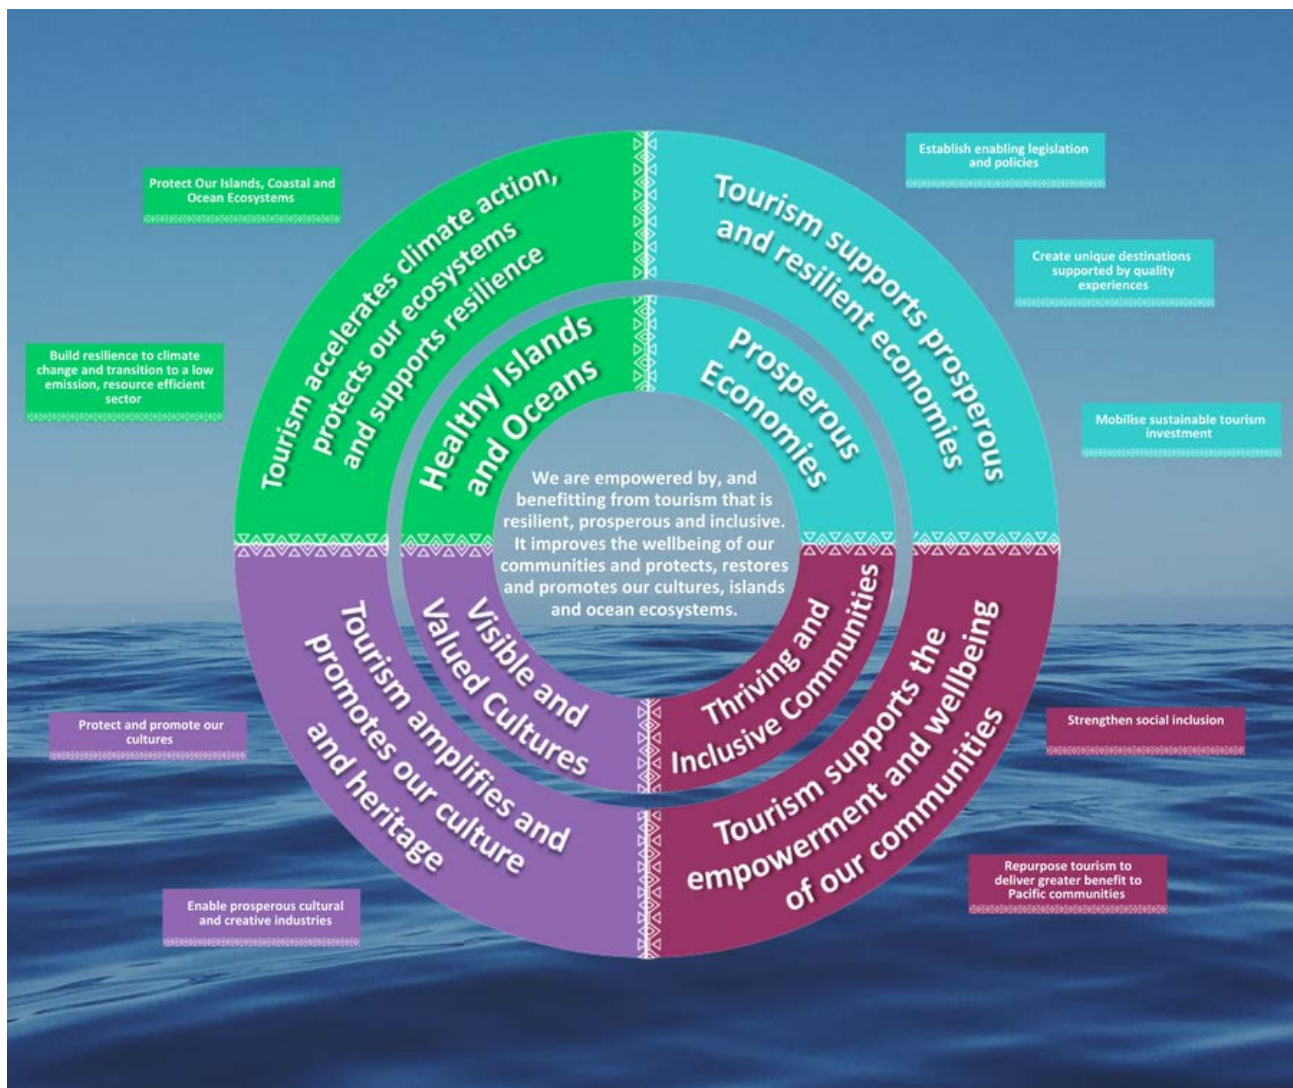 Protect Our Islands, Coastal and
Ocean Ecosystems
Build resilience to climate
change and transition to a low
emission, resource efficient
sector
Tourism accelerates climate action,
protects our ecosystems
and supports resilience
Healthy Islands
and Oceans
Tourism supports prosperous
and resilient economies
Prosperous
Economies
Establish enabling legislation
and policies
Create unique destinations
supported by quality
experiences
Mobilise sustainable tourism
investment
We are empowered by, and
benefitting from tourism that is
resilient, prosperous and inclusive.
It improves the wellbeing of our
communities and protects, restores
and promotes our cultures, islands
and ocean ecosystems.
Visible and
Valued Cultures
Tourism amplifies and
promotes our culture
and heritage
Protect and promote our
cultures
Enable prosperous cultural
and creative industries
Thriving and
Inclusive Communities
Tourism supports the
empowerment and wellbeing
of our communities
Strengthen social inclusion
Repurpose tourism to
deliver greater benefit to
Pacific communities